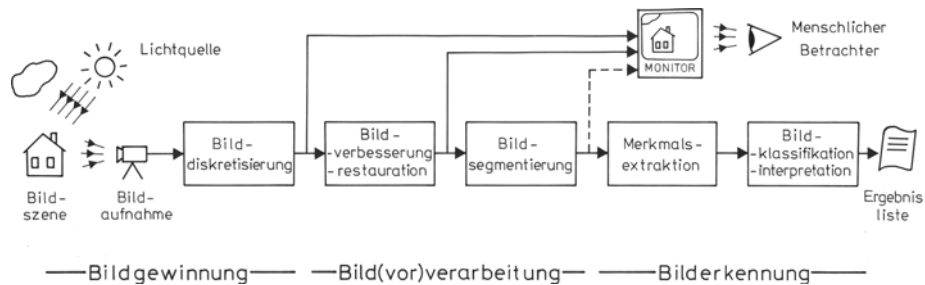 Lichtquelle
MONITOR
Menschlicher
Betrachter
Bild-
diskretisierung
Bild-
-verbesserung
-restauration
Bild-
segmentierung
Merkmals-
extraktion
Bild-
-klassifikation
-interpretation
Bild-
szene
Bild-
aufnahme
Ergebnis
liste
Bildgewinnung
Bild(vor)verarbeitung
Bilderkennung